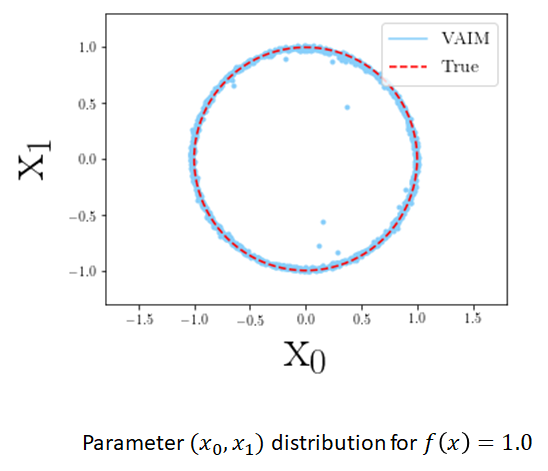 VAIM
True
X₁
1.0
0.5
0.0
−0.5
−1.0
−1.5 −1.0 −0.5 0.0 0.5 1.0 1.5
X₀
Parameter (x₀, x₁) distribution for f(x) = 1.0